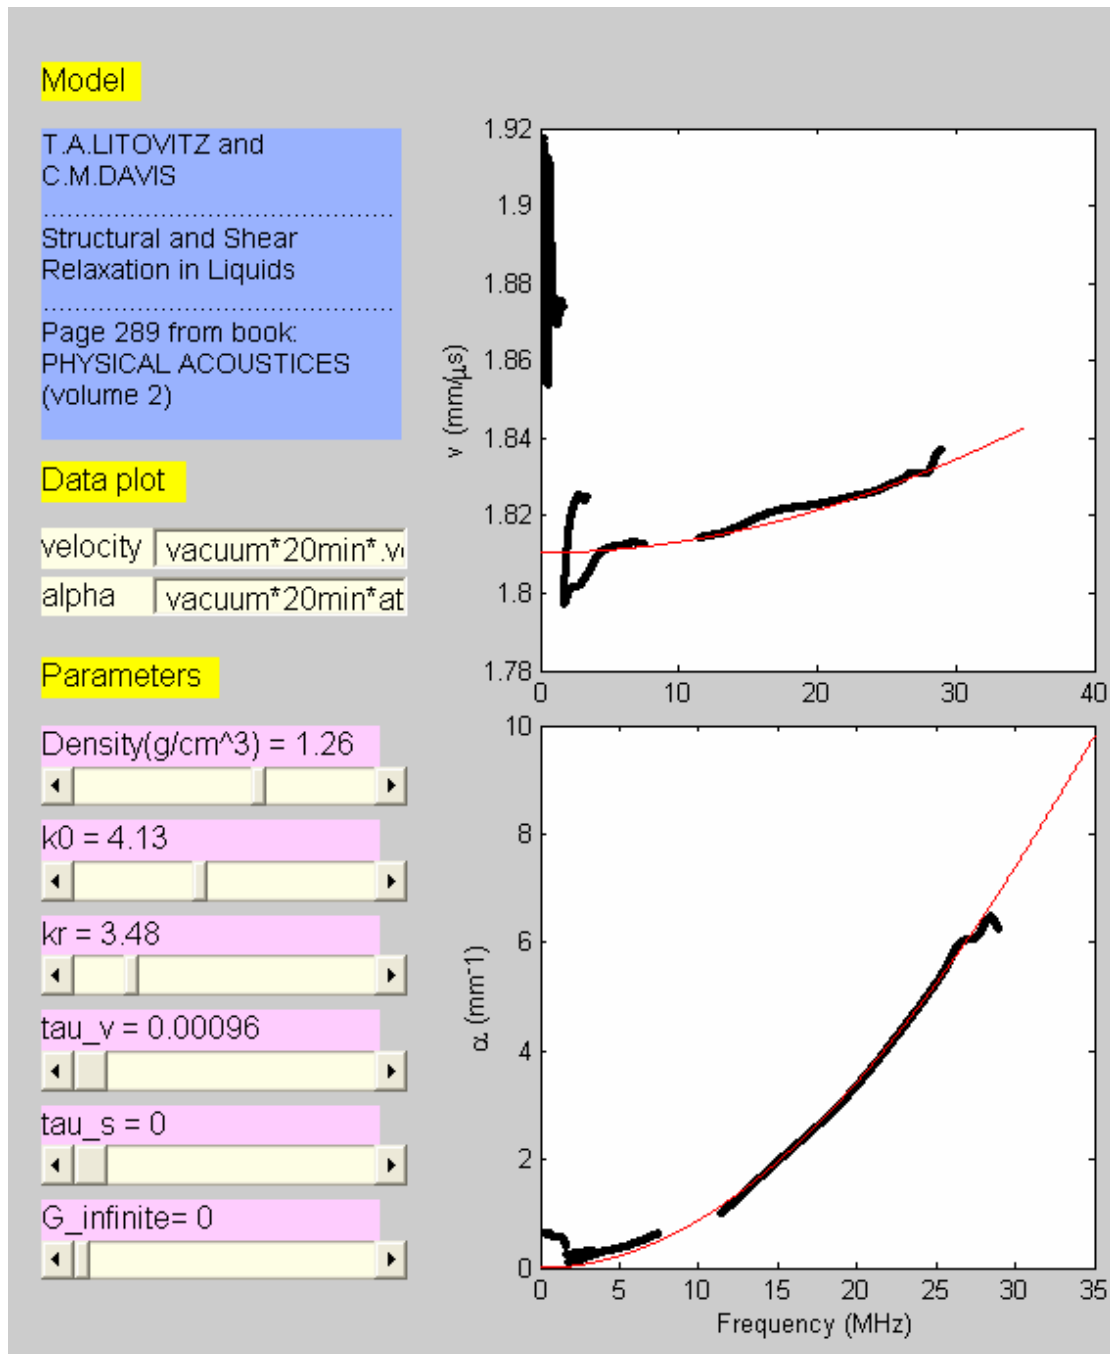 Model
T.A.LITOVITZ and
C.M.DAVIS
Structural and Shear
Relaxation in Liquids
Page 289 from book:
PHYSICAL ACOUSTICES
(volume 2)
Data plot
velocity vacuum*20min*.v
alpha vacuum*20min*at
Parameters
Density(g/cm^3) = 1.26
k0 = 4.13
kr = 3.48
tau_v = 0.00096
tau_s = 0
G_infinite= 0
1.92
1.9
1.88
1.86
1.84
1.82
1.8
1.78
v (mm/μs)
0 10 20 30 40
10
8
6
4
2
0
α (mm-1)
0 5 10 15 20 25 30 35
Frequency (MHz)